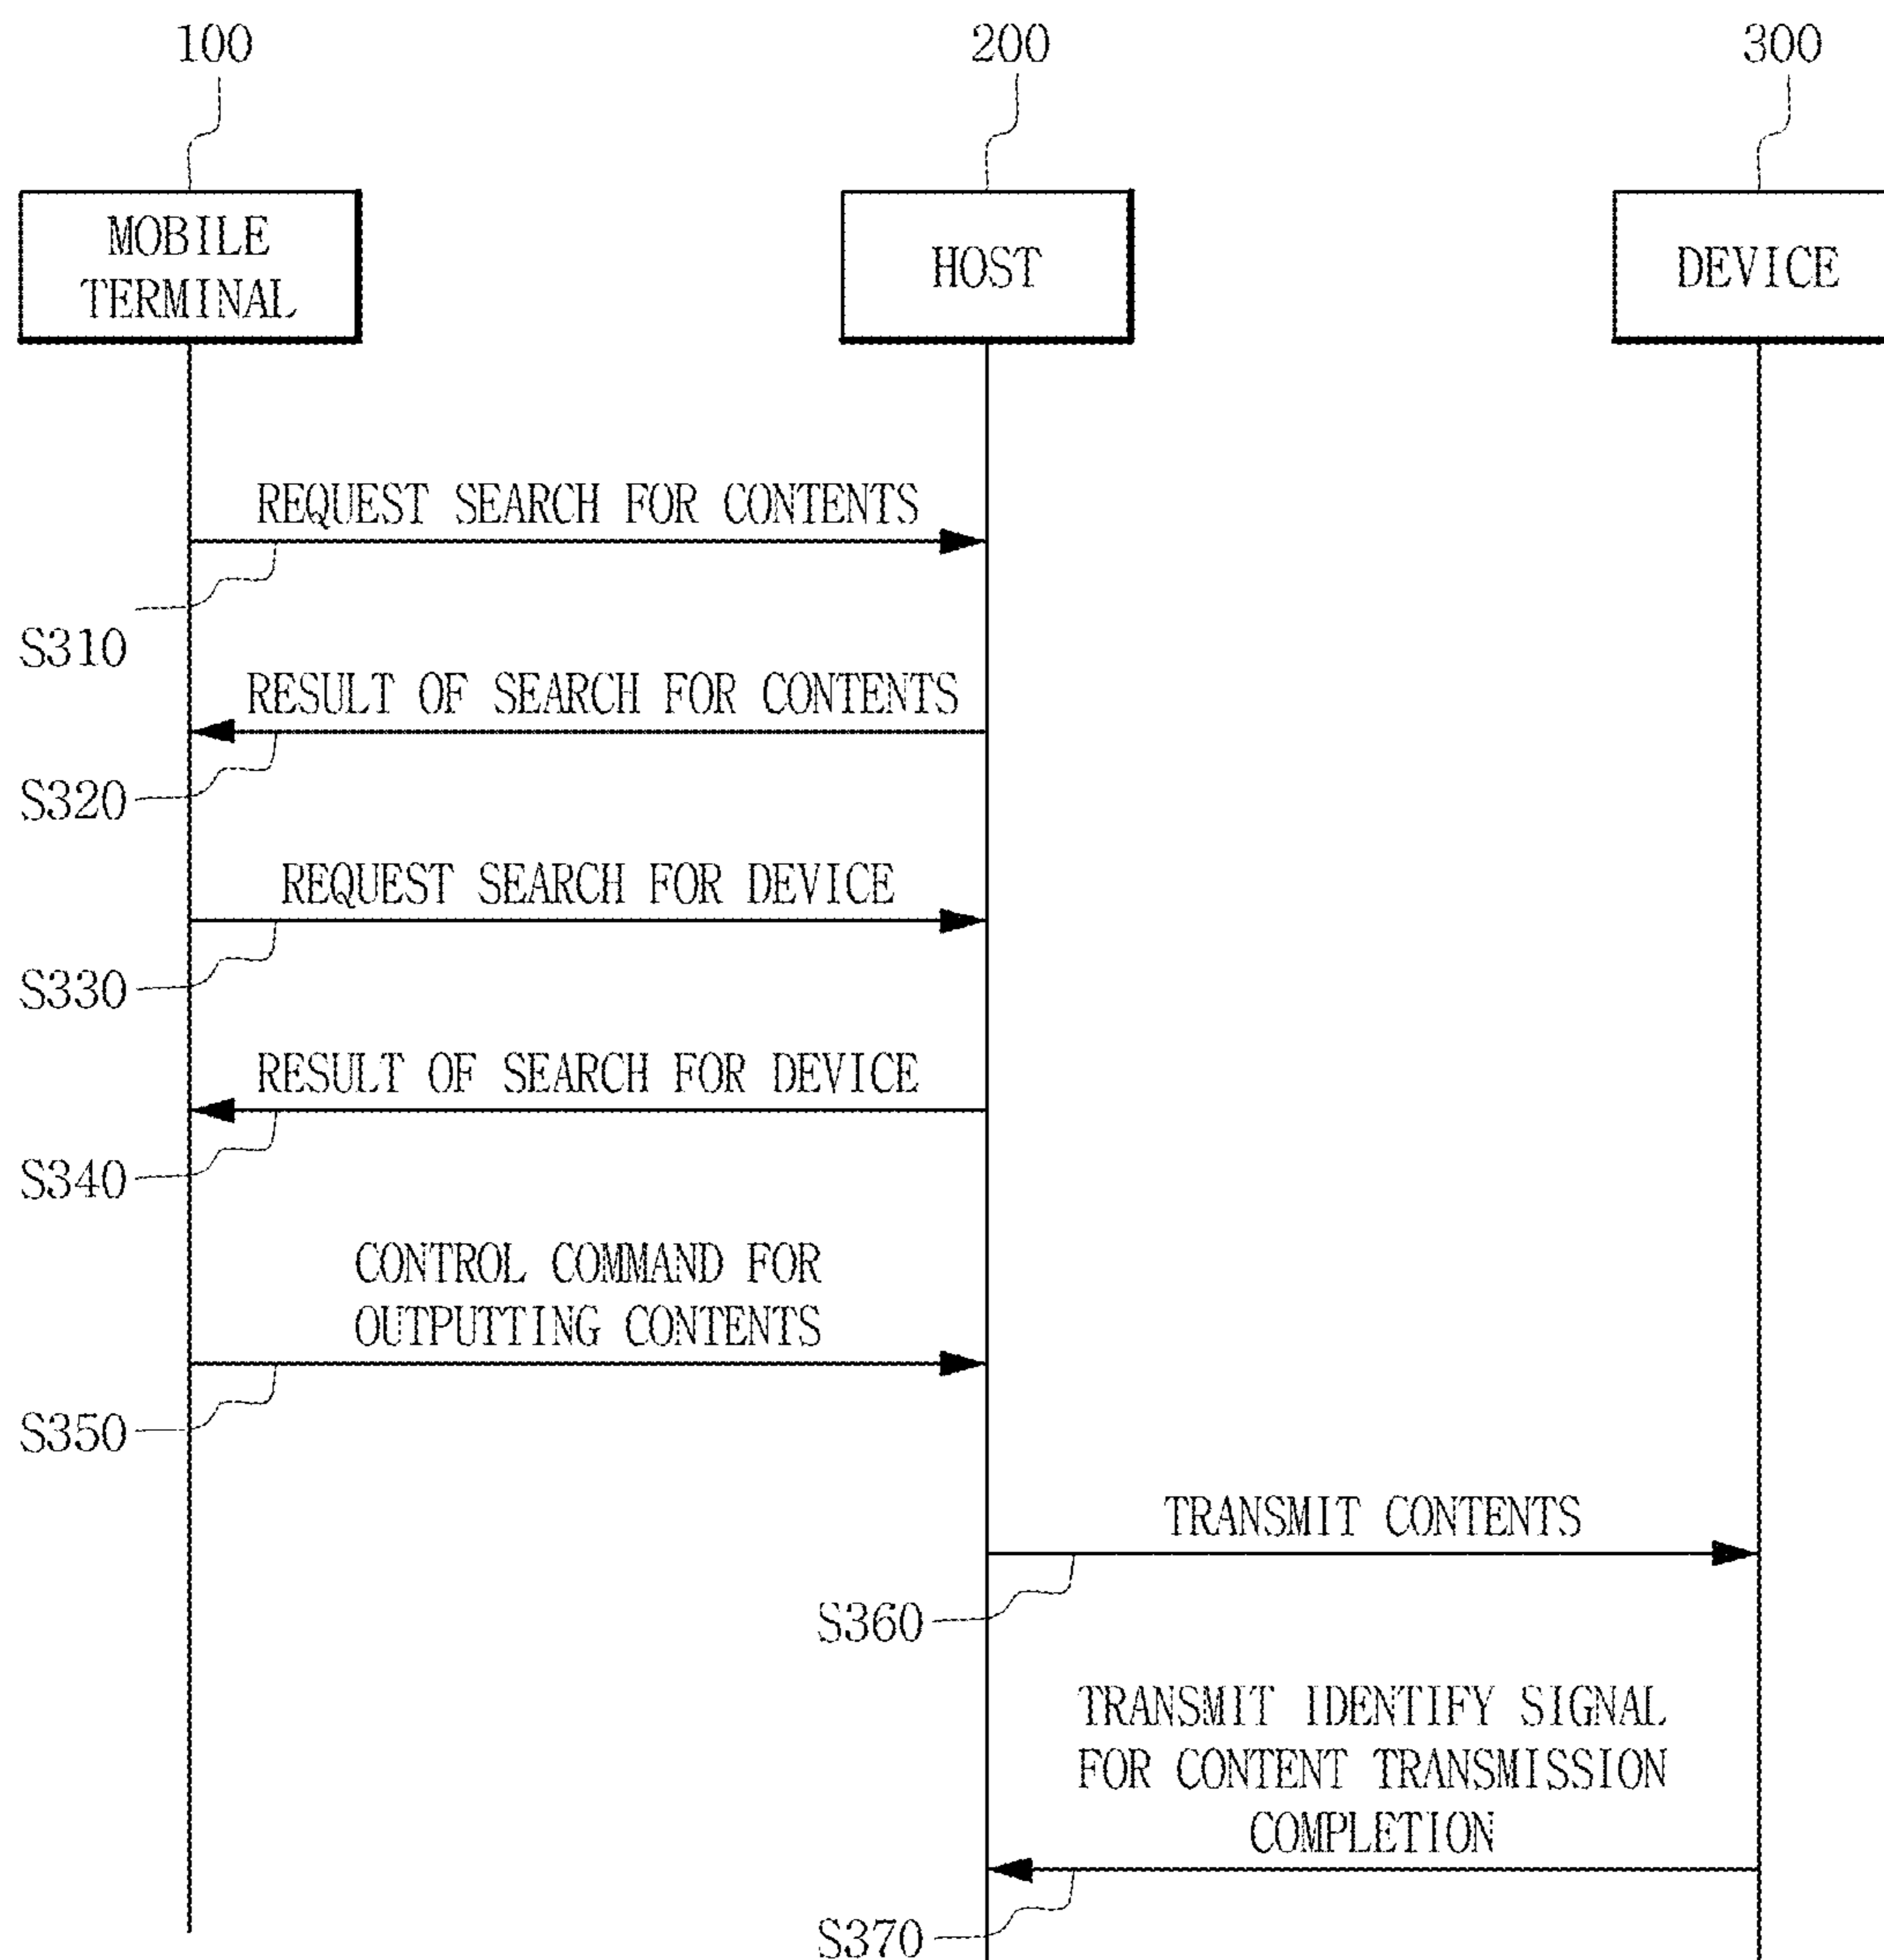 100
200
300
MOBILE
TERMINAL
HOST
DEVICE
REQUEST SEARCH FOR CONTENTS
S310
RESULT OF SEARCH FOR CONTENTS
S320
REQUEST SEARCH FOR DEVICE
S330
RESULT OF SEARCH FOR DEVICE
S340
CONTROL COMMAND FOR
OUTPUTTING CONTENTS
S350
TRANSMIT CONTENTS
S360
TRANSMIT IDENTIFY SIGNAL
FOR CONTENT TRANSMISSION
COMPLETION
S370